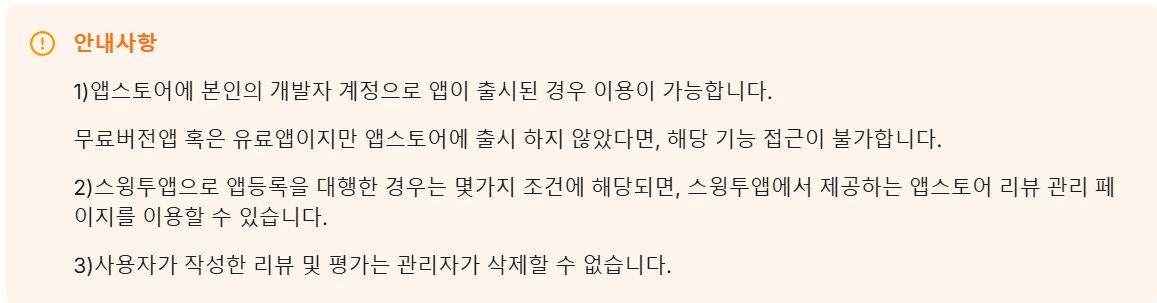 안내사항
1)앱스토어에 본인의 개발자 계정으로 앱이 출시된 경우 이용이 가능합니다.
무료버전앱 혹은 유료앱이지만 앱스토어에 출시 하지 않았다면, 해당 기능 접근이 불가합니다.
2)스윙투앱으로 앱등록을 대행한 경우는 몇가지 조건에 해당되면, 스윙투앱에서 제공하는 앱스토어 리뷰 관리 페
이지를 이용할 수 있습니다.
3)사용자가 작성한 리뷰 및 평가는 관리자가 삭제할 수 없습니다.